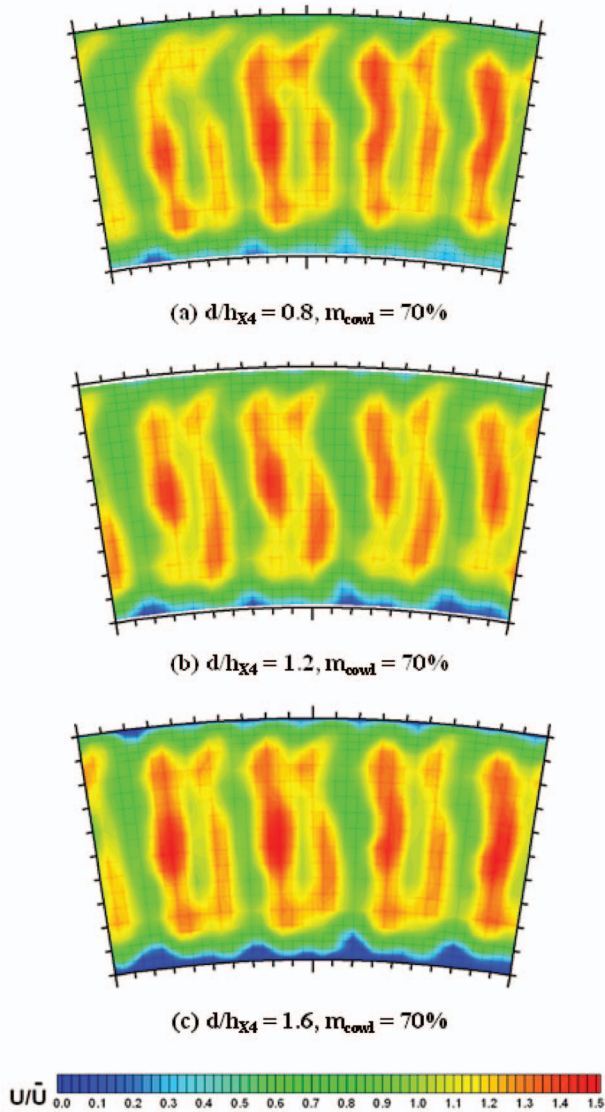 (a) d/hX4 = 0.8, mcowl = 70%
(b) d/hX4 = 1.2, mcowl = 70%
(c) d/hX4 = 1.6, mcowl = 70%
U/Ū 0.0 0.1 0.2 0.3 0.4 0.5 0.6 0.7 0.8 0.9 1.0 1.1 1.2 1.3 1.4 1.5